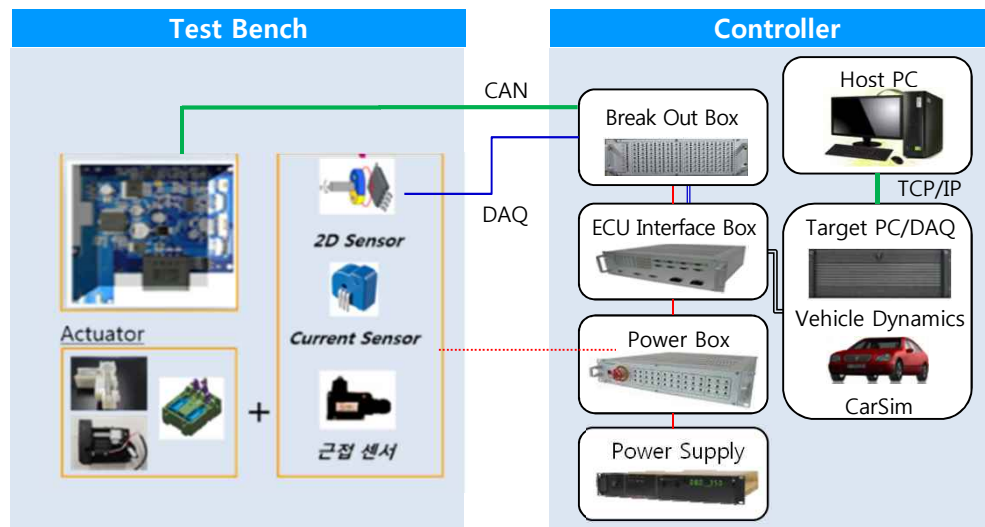 Test Bench
Controller
CAN
DAQ
2D Sensor
Current Sensor
근접 센서
Actuator
+
Break Out Box
ECU Interface Box
Power Box
Power Supply
Host PC
TCP/IP
Target PC/DAQ
Vehicle Dynamics
CarSim